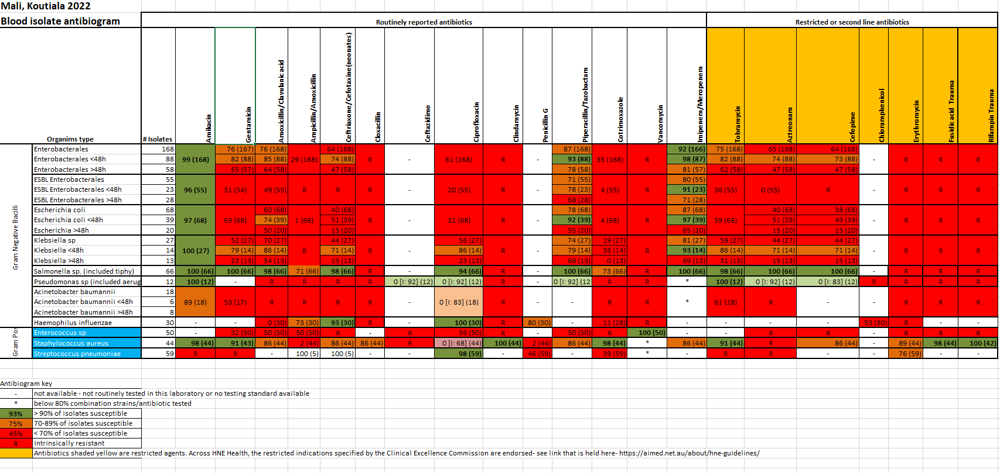 Mali, Koutiala 2022
Blood isolate antibiogram
Routinely reported antibiotics
Restricted or second line antibiotics
Organims type
# Isolates
Amikacin
Gentamicin
Amoxicillin/Clavulanic acid
Ampicillin/Amoxicillin
Ceftriaxone/Cefotaxine(neonates)
Cloxacillin
Ceftazidime
Ciprofloxacin
Clindamycin
Penicillin G
Piperacillin/Tazobactam
Cotrimoxazole
Vancomycin
Imipenem/Meropenem
Tobramycin
Aztreonam
Cefepime
Chloramphenicol
Erythromycin
Fusidic acid Trauma
Rifampin Trauma
Gram Negative Bacilli
Enterobacterales 168 76 (167) 76 (168) 64 (168) 87 (168) 92 (166) 75 (168) 65 (168) 64 (168)
Enterobacterales <48h 88 99 (168) 82 (88) 85 (88) 29 (168) 74 (88) R - 61 (168) R - 93 (88) 35 (168) R 98 (87) 82 (88) 74 (88) 73 (88) - R R R
Enterobacterales >48h 58 65 (57) 64 (58) 47 (58) 78 (58) 81 (57) 62 (58) 47 (58) 47 (58)
ESBL Enterobacterales 55 71 (55) 80 (55)
ESBL Enterobacterales <48h 23 96 (55) 31 (54) 49 (55) R R R - 20 (55) R - 78 (23) 4 (55) R 91 (23) 36 (55) 0 (55) R - R R R
ESBL Enterobacterales >48h 28 68 (28) 71 (28)
Escherichia coli 68 60 (68) 40 (68) 78 (68) 87 (68) 40 (68) 38 (68)
Escherichia coli <48h 39 97 (68) 63 (68) 74 (39) 1 (68) 51 (39) R - 31 (68) R - 92 (39) 4 (68) R 97 (39) 59 (68) 51 (39) 49 (39) - R R R
Escherichia >48h 20 50 (20) 15 (20) 55 (20) 65 (20) 15 (20) 15 (20)
Klebsiella sp 27 52 (27) 70 (27) 44 (27) 56 (27) 74 (27) 19 (27) 81 (27) 59 (27) 44 (27) 44 (27)
Klebsiella <48h 14 100 (27) 79 (14) 86 (14) R 71 (14) R - 86 (14) R - 79 (14) 36 (14) R 93 (14) 86 (14) 71 (14) 71 (14) - R R R
Klebsiella >48h 13 23 (13) 54 (13) 15 (13) 23 (13) 69 (13) 0 (13) 69 (13) 31 (13) 15 (13) 15 (13)
Salmonella sp. (included tiphy) 66 100 (66) 100 (66) 98 (66) 71 (66) 98 (66) R - 94 (66) R - 100 (66) 73 (66) R 100 (66) 98 (66) 100 (66) 100 (66) - R R R
Pseudomonas sp (included aerug 12 100 (12) - R R R R 0 [I: 92] (12) 0 [I: 92] (12) R - 0 [I: 92] (12 R R * 100 (12) 0 [I: 92] (12) 0 [I: 83] (12) R R R R
Acinetobacter baumannii 18
Acinetobacter baumannii <48h 6 89 (18) 53 (17) R R R R - 0 [I: 83] (18) R - - R R * 61 (18) R - - R R R
Acinetobacter baumannii >48h 8
Haemophilus influenzae 30 - - 0 (30) 73 (30) 93 (30) R - 100 (30) R 80 (30) - 11 (28) R - - - - 53 (30) R - -
Gram Pos
Enterococcus sp 50 - 32 (50) 50 (50) 50 (50) R - R 56 (50) R - 50 (50) R 100 (50) - - R R - R R R
Staphylococcus aureus 44 98 (44) 91 (43) 86 (44) 2 (44) 86 (44) 86 (44) R 0 [I: 68] (44) 100 (44) 2 (44) 86 (44) 98 (44) * 86 (44) 91 (44) R 86 (44) - 89 (44) 98 (44) 100 (42)
Streptococcus pneumoniae 59 R R - 100 (5) 100 (5) - - 98 (59) - 46 (59) - 39 (59) * - R R - - 76 (59) - -
Antibiogram key
- not available - not routinely tested in this laboratory or no testing standard available
* below 80% combination strains/antibiotic tested
93% > 90% of isolates susceptible
75% 70-89% of isolates susceptible
45% < 70% of isolates susceptible
R Intrinsically resistant
Antibiotics shaded yellow are restricted agents. Across HNE Health, the restricted indications specified by the Clinical Excellence Commission are endorsed- see link that is held here- https://aimed.net.au/about/hne-guidelines/